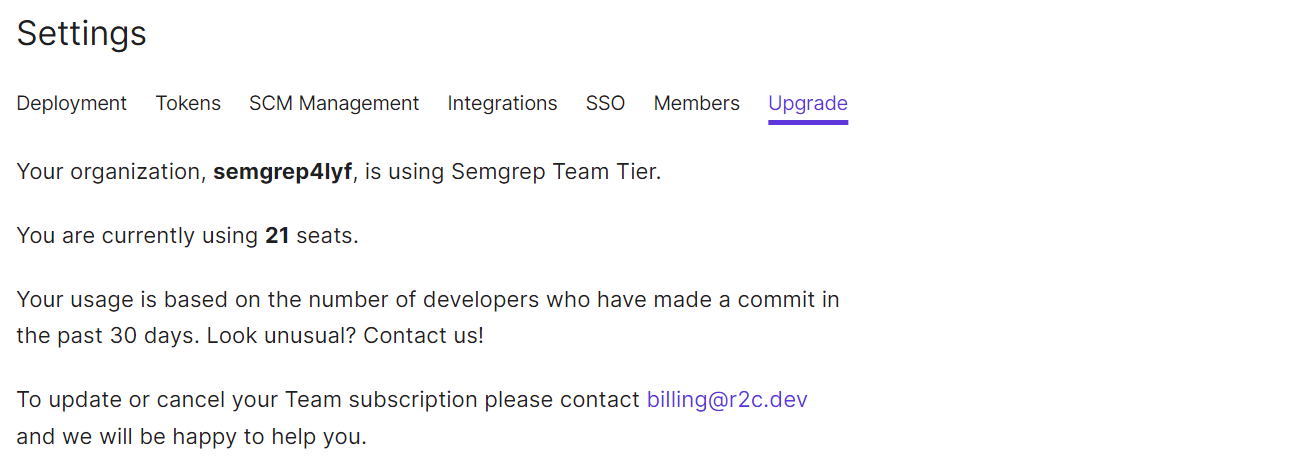 Settings
Deployment Tokens SCM Management Integrations SSO Members Upgrade
Your organization, semgrep4lyf, is using Semgrep Team Tier.
You are currently using 21 seats.
Your usage is based on the number of developers who have made a commit in
the past 30 days. Look unusual? Contact us!
To update or cancel your Team subscription please contact billing@r2c.dev
and we will be happy to help you.